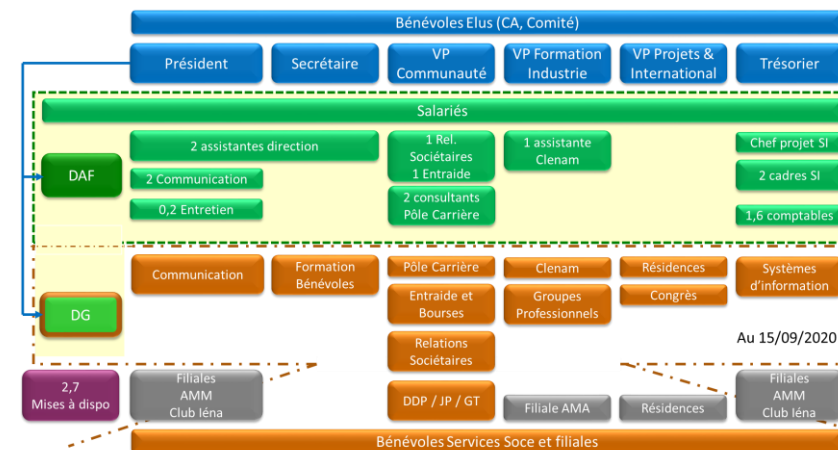 Bénévoles Elus (CA, Comité)
Président
Secrétaire
VP
Communauté
VP Formation
Industrie
VP Projets &
International
Trésorier
Salariés
DAF
2 assistantes direction
2 Communication
0,2 Entretien
1 Rel.
Sociétaires
1 Entraide
2 consultants
Pôle Carrière
1 assistante
Clenam
Chef projet SI
2 cadres SI
1,6 comptables
DG
Communication
Formation
Bénévoles
Pôle Carrière
Entraide et
Bourses
Relations
Sociétaires
DDP / JP / GT
Clenam
Groupes
Professionnels
Résidences
Congrès
Systèmes
d'information
Au 15/09/2020
2,7
Mises à dispo
Filiales
AMM
Club Iéna
Filiale AMA
Résidences
Filiales
AMM
Club Iéna
Bénévoles Services Soce et filiales